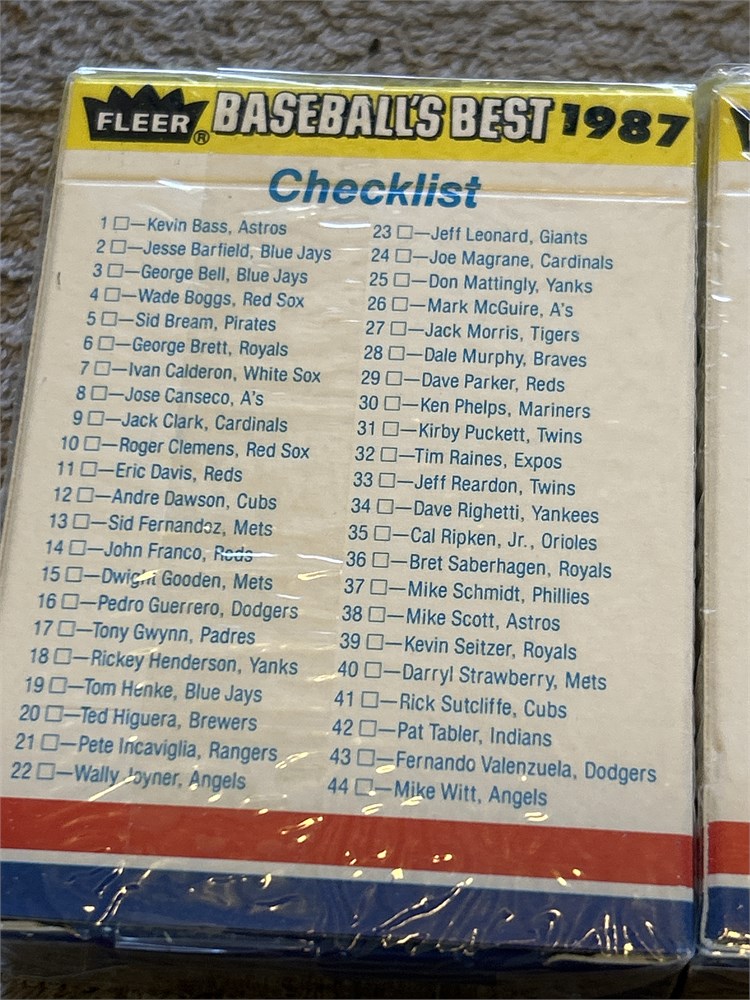 FLEER® BASEBALL'S BEST 1987
Checklist
1 ☐—Kevin Bass, Astros
2 ☐—Jesse Barfield, Blue Jays
3 ☐—George Bell, Blue Jays
4 ☐—Wade Boggs, Red Sox
5 ☐—Sid Bream, Pirates
6 ☐—George Brett, Royals
7 ☐—Ivan Calderon, White Sox
8 ☐—Jose Canseco, A's
9 ☐—Jack Clark, Cardinals
10 ☐—Roger Clemens, Red Sox
11 ☐—Eric Davis, Reds
12 ☐—Andre Dawson, Cubs
13 ☐—Sid Fernandez, Mets
14 ☐—John Franco, Reds
15 ☐—Dwight Gooden, Mets
16 ☐—Pedro Guerrero, Dodgers
17 ☐—Tony Gwynn, Padres
18 ☐—Rickey Henderson, Yanks
19 ☐—Tom Henke, Blue Jays
20 ☐—Ted Higuera, Brewers
21 ☐—Pete Incaviglia, Rangers
22 ☐—Wally Joyner, Angels
23 ☐—Jeff Leonard, Giants
24 ☐—Joe Magrane, Cardinals
25 ☐—Don Mattingly, Yanks
26 ☐—Mark McGuire, A's
27 ☐—Jack Morris, Tigers
28 ☐—Dale Murphy, Braves
29 ☐—Dave Parker, Reds
30 ☐—Ken Phelps, Mariners
31 ☐—Kirby Puckett, Twins
32 ☐—Tim Raines, Expos
33 ☐—Jeff Reardon, Twins
34 ☐—Dave Righetti, Yankees
35 ☐—Cal Ripken, Jr., Orioles
36 ☐—Bret Saberhagen, Royals
37 ☐—Mike Schmidt, Phillies
38 ☐—Mike Scott, Astros
39 ☐—Kevin Seitzer, Royals
40 ☐—Darryl Strawberry, Mets
41 ☐—Rick Sutcliffe, Cubs
42 ☐—Pat Tabler, Indians
43 ☐—Fernando Valenzuela, Dodgers
44 ☐—Mike Witt, Angels